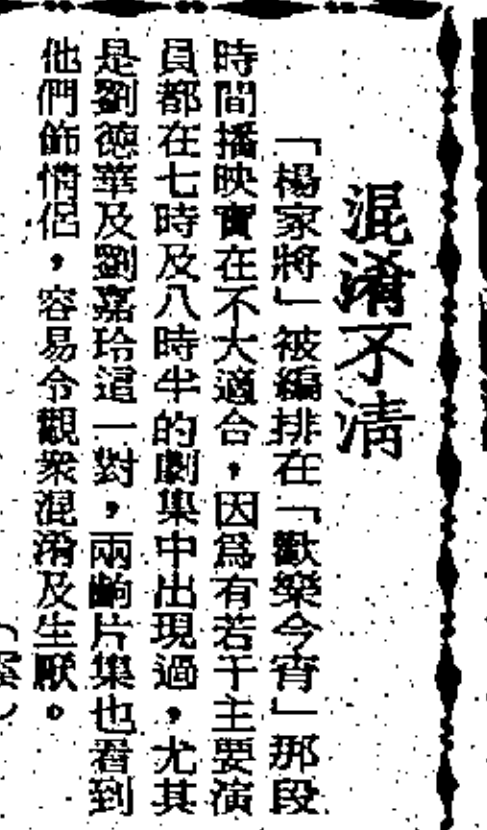 混淆不清
「楊家將」被編排在「歡樂今宵」那段
時間播映實在不大適合，因爲有若干主要演
員都在七時及八時半的劇集中出現過，尤其
是劉德華及劉嘉玲這一對，兩齣片集也看到
他們飾情侶，容易令觀衆混淆及生厭。